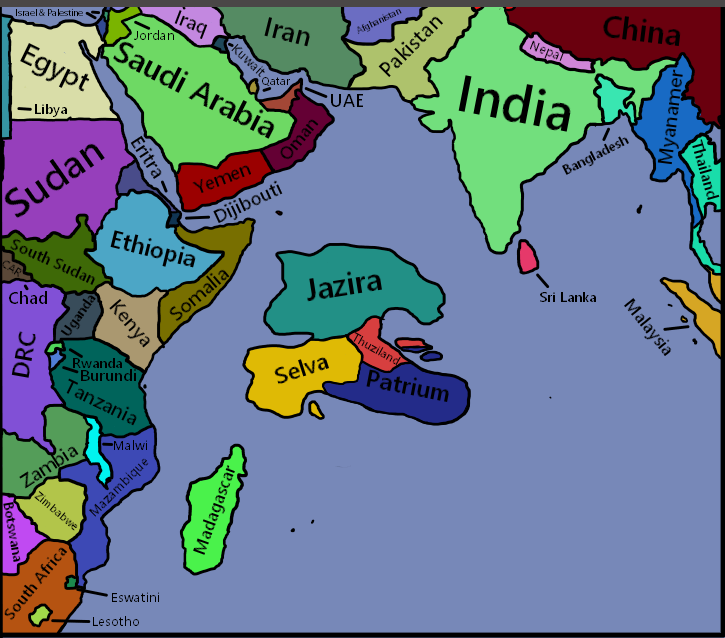 Israel & Palestine
Jordan
Iraq
Iran
Afghanistan
Pakistan
China
Nepal
Egypt
Libya
Saudi Arabia
Kuwait
Qatar
UAE
Oman
India
Bangladesh
Myanamer
Thailand
Sudan
Eritra
Yemen
Dijibouti
Ethiopia
Somalia
South Sudan
CAR
Chad
Uganda
Kenya
DRC
Rwanda
Burundi
Tanzania
Jazira
Thuziland
Selva
Patrium
Sri Lanka
Malaysia
Zambia
Malwi
Mazambique
Zimbabwe
Botswana
Madagascar
South Africa
Eswatini
Lesotho